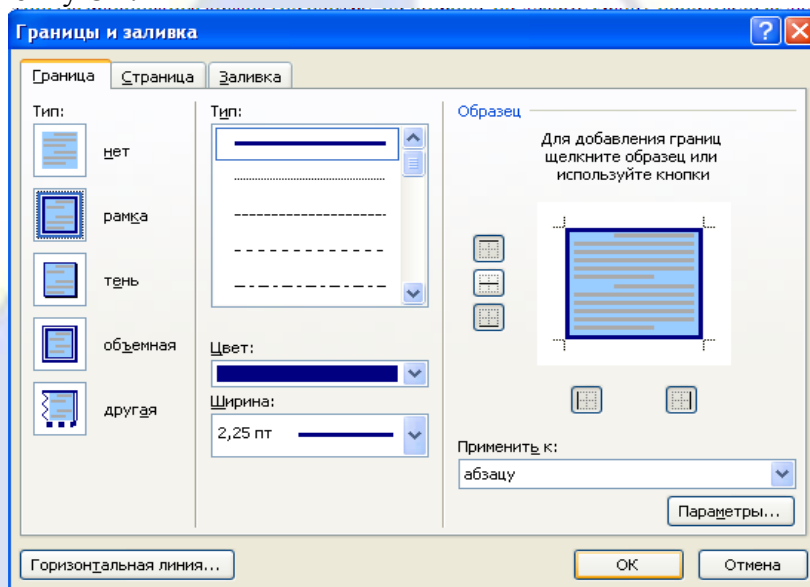 Границы и заливка
Граница
Страница
Заливка
Тип:
нет
рамка
тень
объемная
другая
Тип:
Цвет:
Ширина:
2,25 пт
Образец
Для добавления границ
щелкните образец или
используйте кнопки
Применить к:
абзацу
Параметры...
Горизонтальная линия...
ОК
Отмена